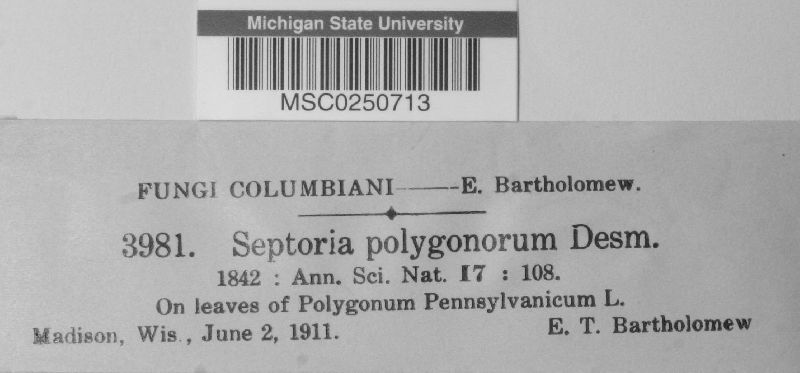 Michigan State University
MSC0250713
FUNGI COLUMBIANI——E. Bartholomew.
3981. Septoria polygonorum Desm.
1842 : Ann. Sci. Nat. 17 : 108.
On leaves of Polygonum Pennsylvanicum L.
Madison, Wis., June 2, 1911. E. T. Bartholomew